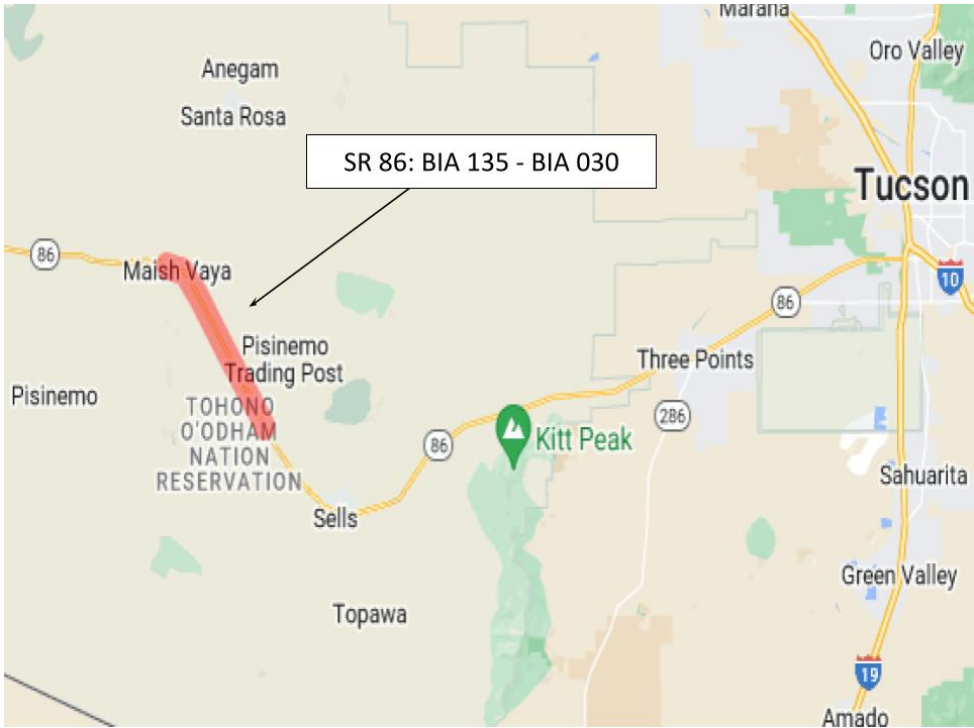 Marana
Oro Valley
Anegam
Santa Rosa
SR 86: BIA 135 - BIA 030
Tucson
86
Maish Vaya
10
86
Pisinemo
Trading Post
Three Points
Pisinemo
TOHONO
O'ODHAM
NATION
RESERVATION
286
86
Kitt Peak
Sahuarita
Sells
Green Valley
Topawa
19
Amado